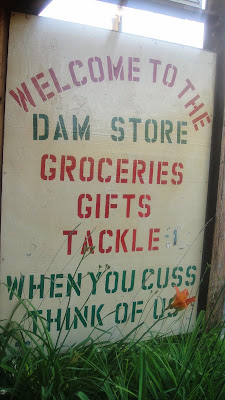 WELCOME TO THE
DAM STORE
GROCERIES
GIFTS
TACKLE
WHEN YOU CUSS
THINK OF US